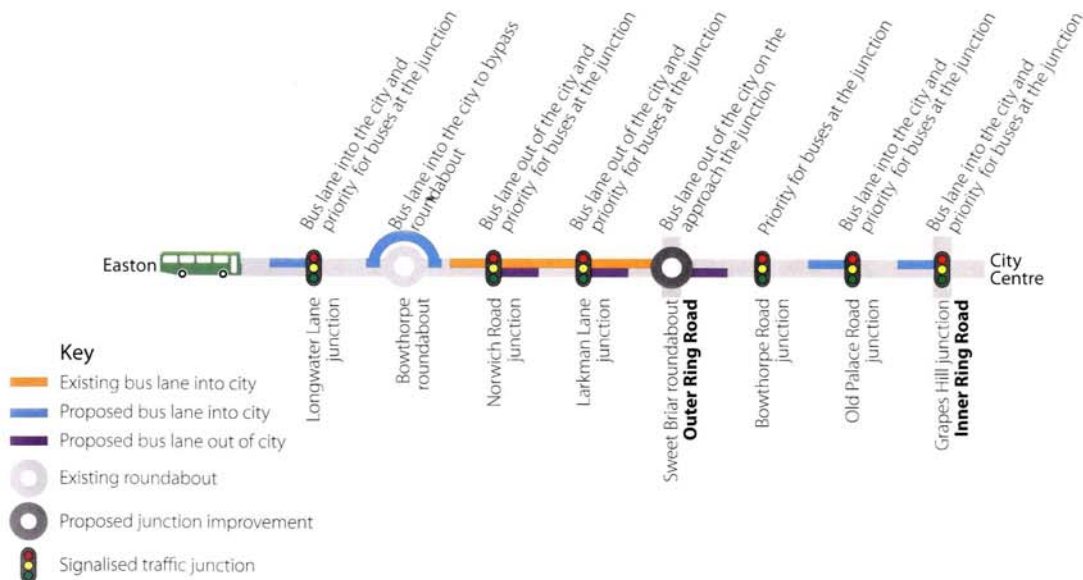 Bus lane into the city and
priority for buses at the junction
Bus lane into the city to bypass
roundabout
Bus lane out of the city and
priority for buses at the junction
Bus lane out of the city and
priority for buses at the junction
Bus lane out of the city on the
approach the junction
Priority for buses at the junction
Bus lane into the city and
priority for buses at the junction
Bus lane into the city and
priority for buses at the junction
Easton
City
Centre
Longwater Lane
junction
Bowthorpe
roundabout
Norwich Road
junction
Larkman Lane
junction
Sweet Briar roundabout
Outer Ring Road
Bowthorpe Road
junction
Old Palace Road
junction
Grapes Hill junction
Inner Ring Road
Key
Existing bus lane into city
Proposed bus lane into city
Proposed bus lane out of city
Existing roundabout
Proposed junction improvement
Signalised traffic junction